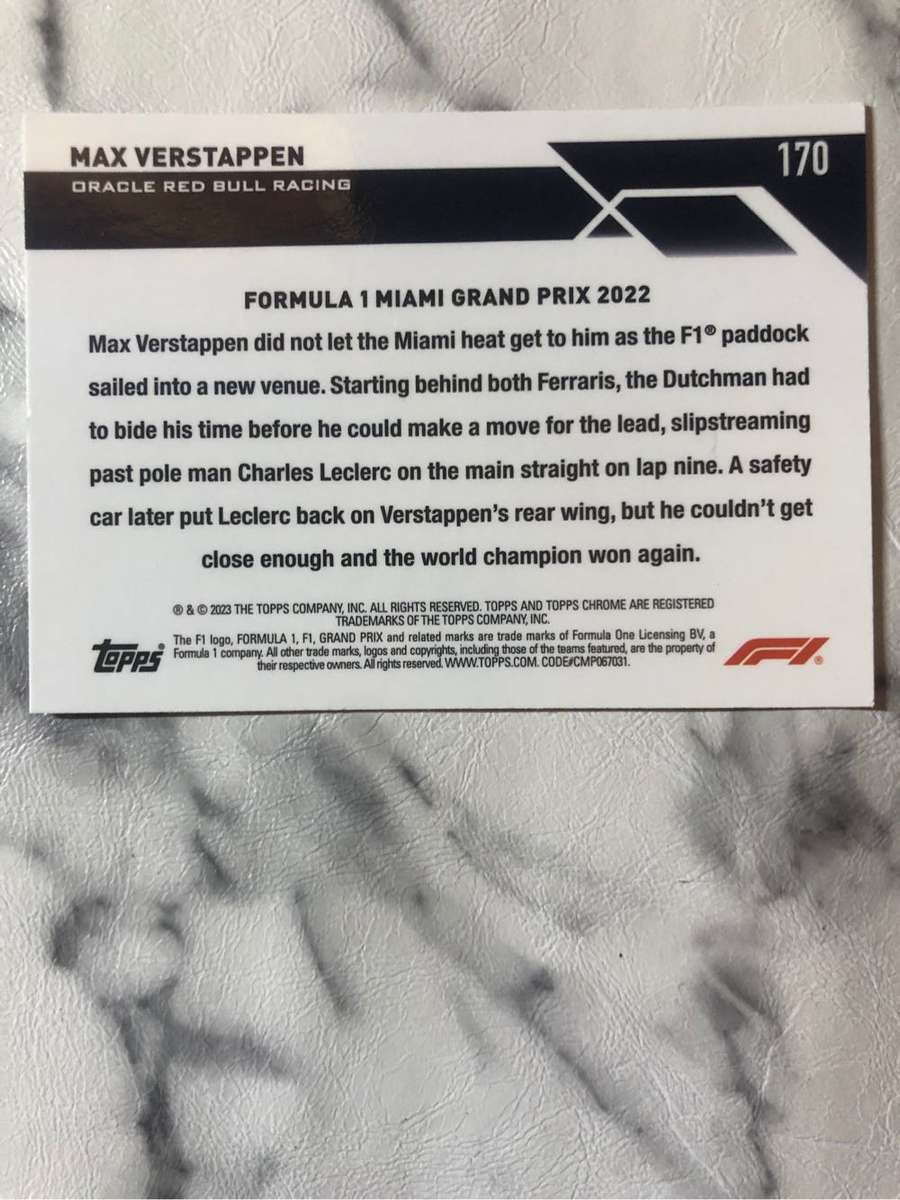 MAX VERSTAPPEN
170
ORACLE RED BULL RACING
FORMULA 1 MIAMI GRAND PRIX 2022
Max Verstappen did not let the Miami heat get to him as the F1® paddock
sailed into a new venue. Starting behind both Ferraris, the Dutchman had
to bide his time before he could make a move for the lead, slipstreaming
past pole man Charles Leclerc on the main straight on lap nine. A safety
car later put Leclerc back on Verstappen's rear wing, but he couldn't get
close enough and the world champion won again.
® & © 2023 THE TOPPS COMPANY, INC. ALL RIGHTS RESERVED. TOPPS AND TOPPS CHROME ARE REGISTERED
TRADEMARKS OF THE TOPPS COMPANY, INC.
The F1 logo, FORMULA 1, F1, GRAND PRIX and related marks are trade marks of Formula One Licensing BV, a
Formula 1 company. All other trade marks, logos and copyrights, including those of the teams featured, are the property of
their respective owners. All rights reserved. WWW.TOPPS.COM. CODE#CMP067031.
Topps®
F1®